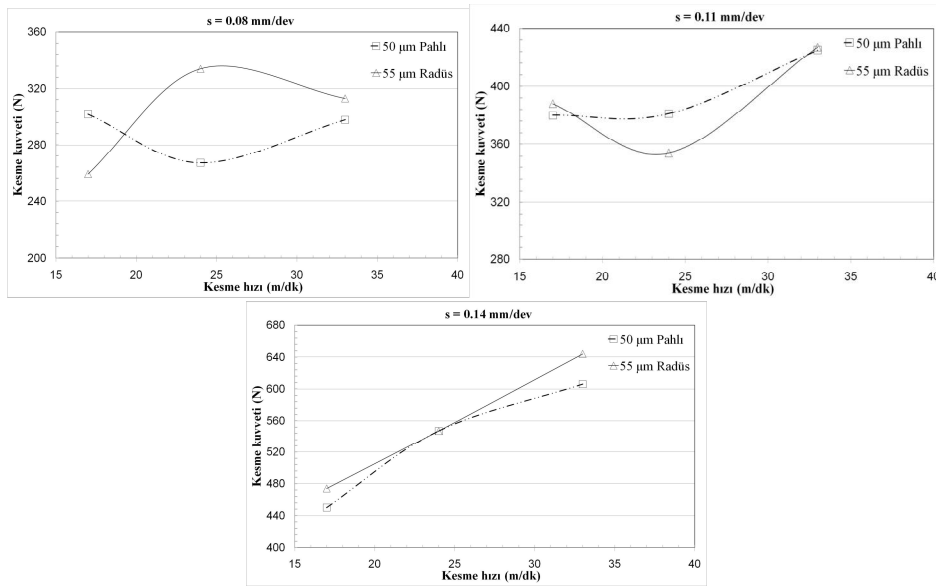 s = 0.08 mm/dev
360
320
280
240
200
Kesme kuvveti (N)
50 μm Pahlı
55 μm Radüs
15 20 25 30 35 40
Kesme hızı (m/dk)
s = 0.11 mm/dev
440
400
360
320
280
Kesme kuvveti (N)
50 μm Pahlı
55 μm Radüs
15 20 25 30 35 40
Kesme hızı (m/dk)
s = 0.14 mm/dev
680
640
600
560
520
480
440
400
Kesme kuvveti (N)
50 μm Pahlı
55 μm Radüs
15 20 25 30 35 40
Kesme hızı (m/dk)